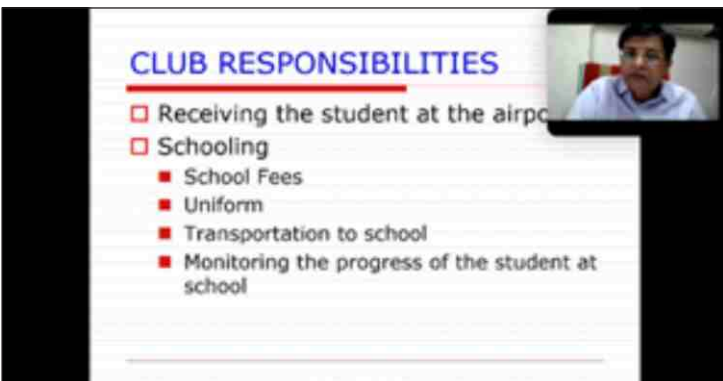 CLUB RESPONSIBILITIES
Receiving the student at the
Schooling
School Fees
Uniform
Transportation to school
Monitoring the progress of the student at
school